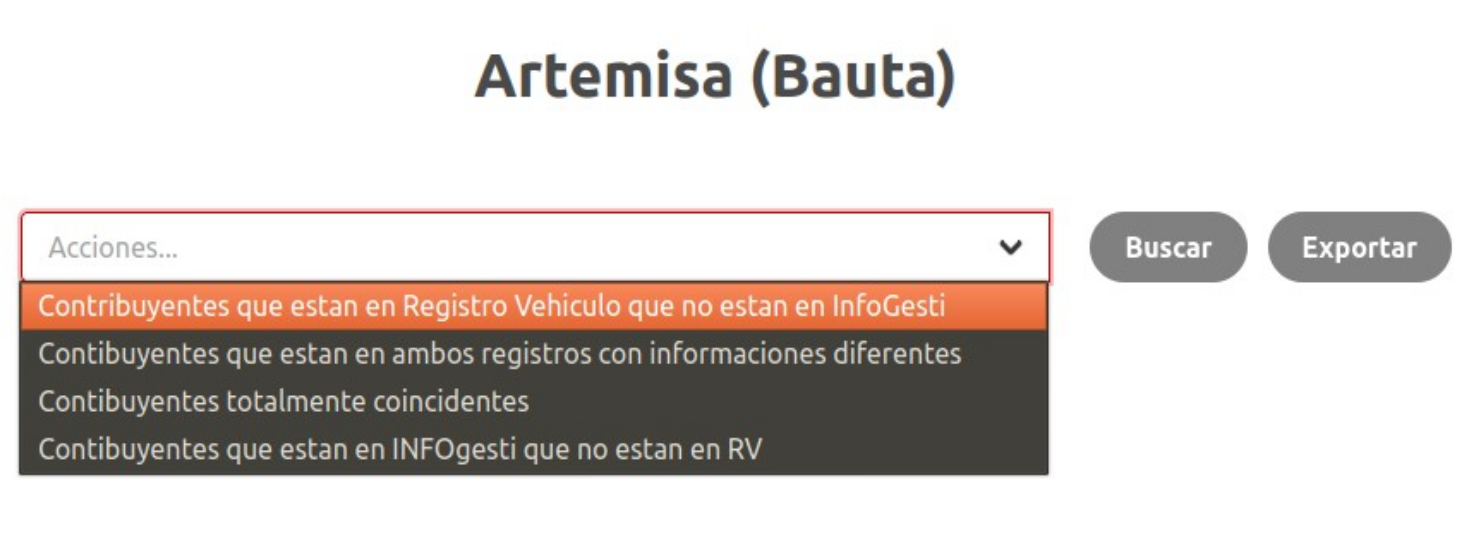 Artemisa (Bauta)
Acciones...
Buscar
Exportar
Contribuyentes que estan en Registro Vehiculo que no estan en InfoGesti
Contibuyentes que estan en ambos registros con informaciones diferentes
Contibuyentes totalmente coincidentes
Contibuyentes que estan en INFOgesti que no estan en RV